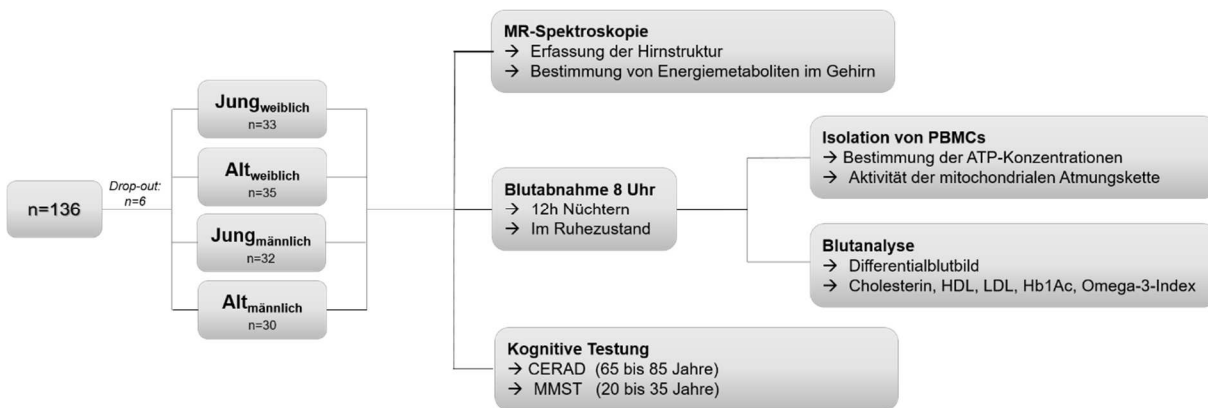 n=136
Drop-out:
n=6
Jungweiblich
n=33
Altweiblich
n=35
Jungmännlich
n=32
Altmännlich
n=30
MR-Spektroskopie
→ Erfassung der Hirnstruktur
→ Bestimmung von Energiemetaboliten im Gehirn
Blutabnahme 8 Uhr
→ 12h Nüchtern
→ Im Ruhezustand
Isolation von PBMCs
→ Bestimmung der ATP-Konzentrationen
→ Aktivität der mitochondrialen Atmungskette
Blutanalyse
→ Differentialblutbild
→ Cholesterin, HDL, LDL, Hb1Ac, Omega-3-Index
Kognitive Testung
→ CERAD (65 bis 85 Jahre)
→ MMST (20 bis 35 Jahre)